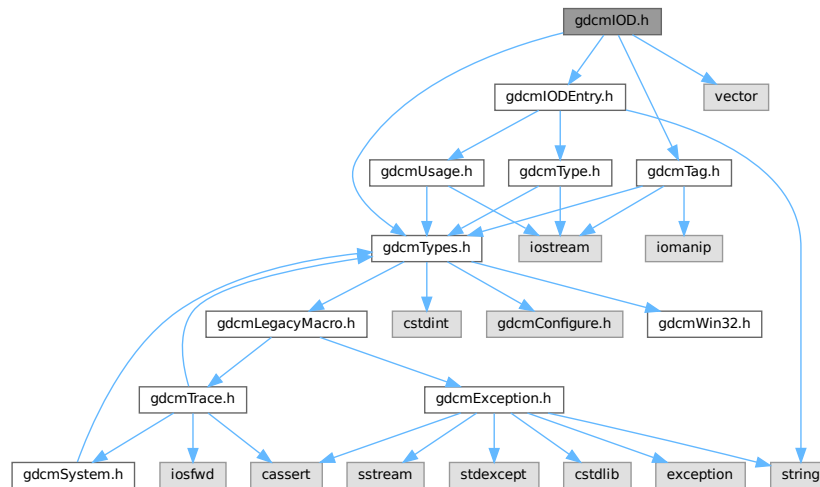 gdcmIOD.h
gdcmIODEntry.h
vector
gdcmUsage.h
gdcmType.h
gdcmTag.h
gdcmTypes.h
iostream
iomanip
gdcmLegacyMacro.h
cstdint
gdcmConfigure.h
gdcmWin32.h
gdcmTrace.h
gdcmException.h
gdcmSystem.h
iosfwd
cassert
sstream
stdexcept
cstdlib
exception
string